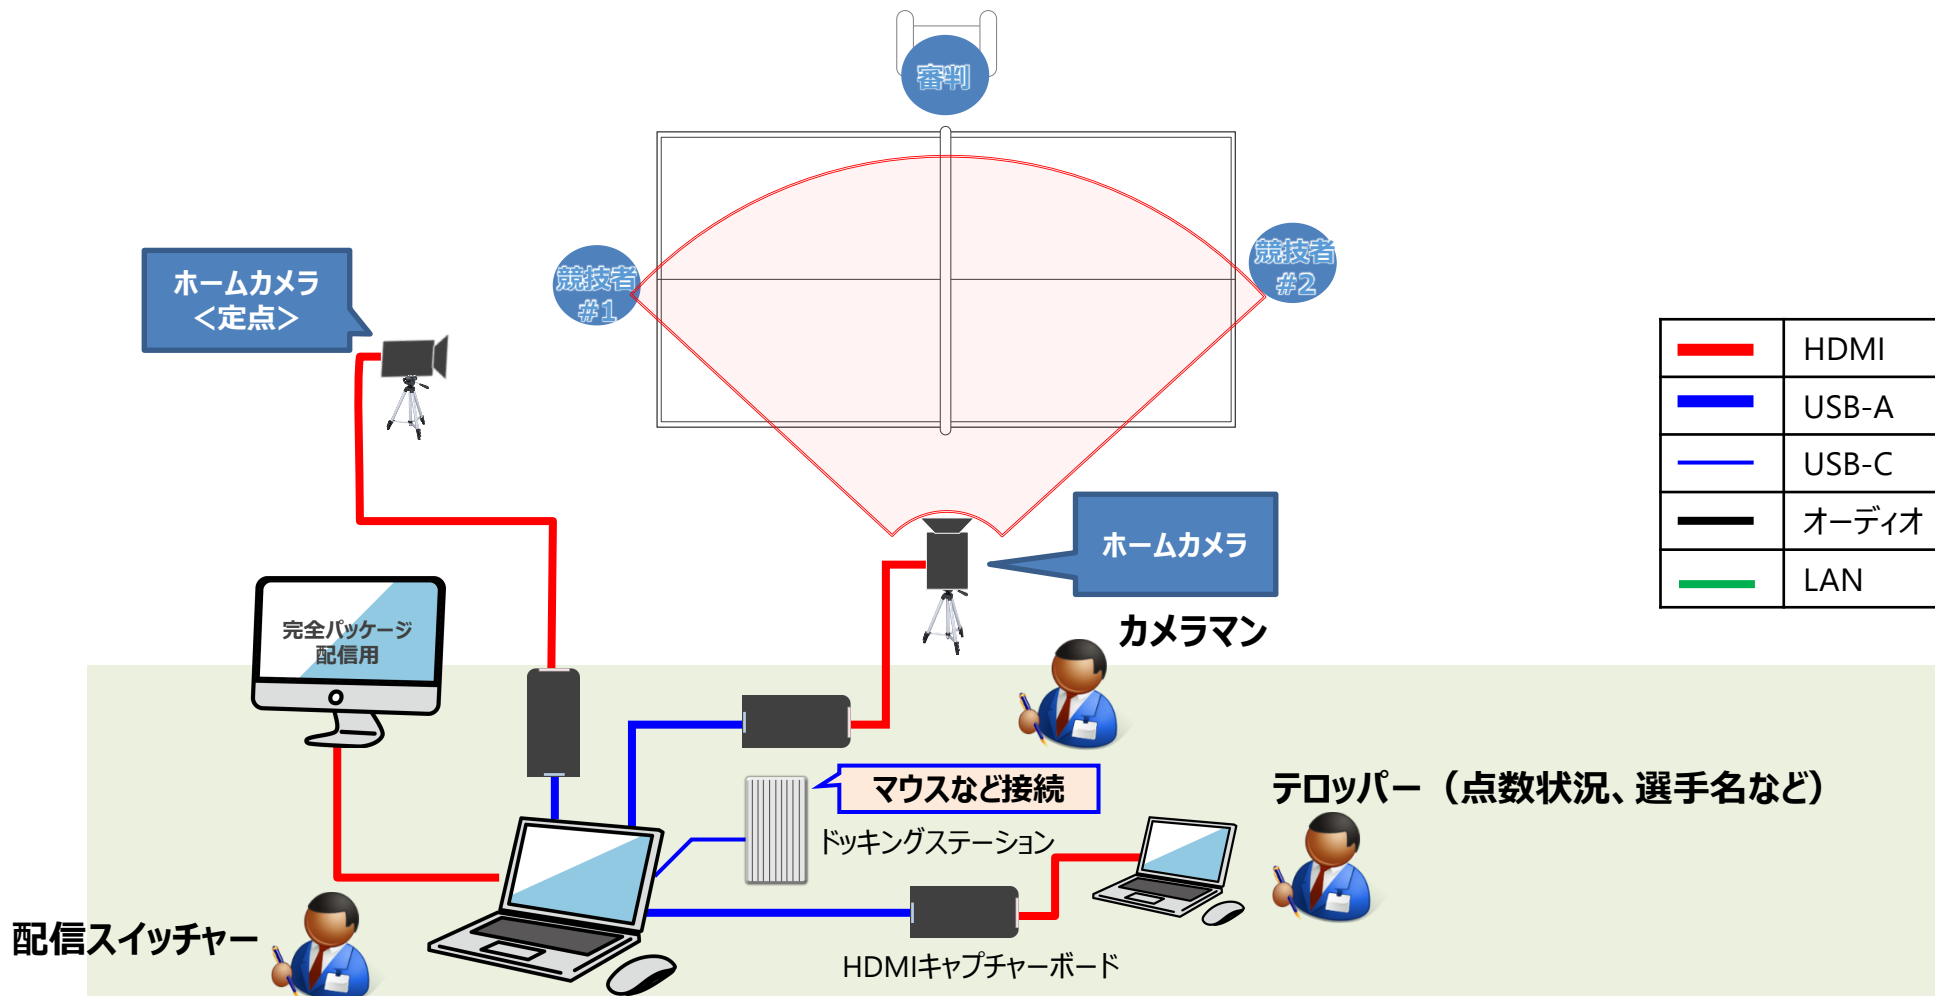 審判
競技者
#1
競技者
#2
ホームカメラ
＜定点＞
HDMI
USB-A
USB-C
オーディオ
LAN
ホームカメラ
カメラマン
完全パッケージ
配信用
マウスなど接続
ドッキングステーション
テロッパー（点数状況、選手名など）
配信スイッチャー
HDMIキャプチャーボード